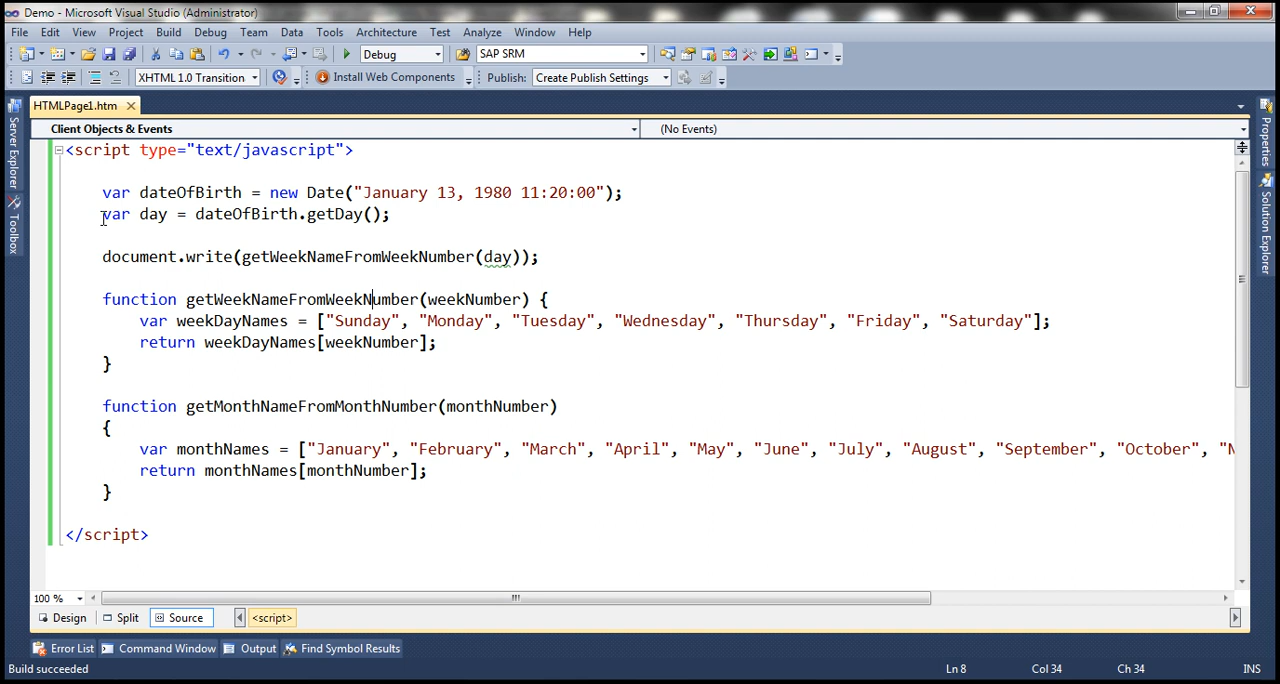 Demo - Microsoft Visual Studio (Administrator)
File Edit View Project Build Debug Team Data Tools Architecture Test Analyze Window Help
Debug SAP SRM
XHTML 1.0 Transition Install Web Components Publish: Create Publish Settings
HTMLPage1.htm
Client Objects & Events (No Events)
Server Explorer
Toolbox
Properties
Solution Explorer
<script type="text/javascript">
var dateOfBirth = new Date("January 13, 1980 11:20:00");
var day = dateOfBirth.getDay();
document.write(getWeekNameFromWeekNumber(day));
function getWeekNameFromWeekNumber(weekNumber) {
var weekDayNames = ["Sunday", "Monday", "Tuesday", "Wednesday", "Thursday", "Friday", "Saturday"];
return weekDayNames[weekNumber];
}
function getMonthNameFromMonthNumber(monthNumber)
{
var monthNames = ["January", "February", "March", "April", "May", "June", "July", "August", "September", "October", "N
return monthNames[monthNumber];
}
</script>
100 %
Design Split Source <script>
Error List Command Window Output Find Symbol Results
Build succeeded Ln 8 Col 34 Ch 34 INS